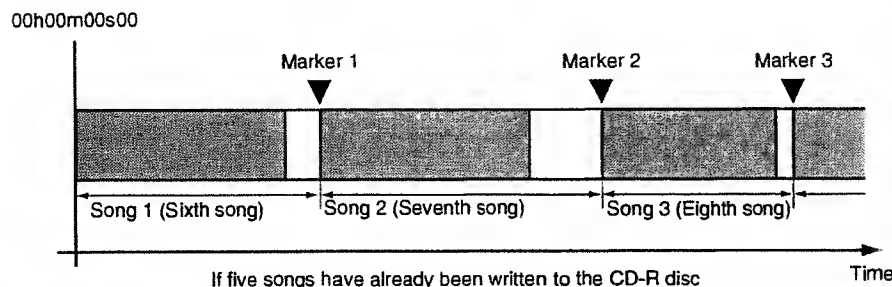 00h00m00s00
Marker 1 Marker 2 Marker 3
Song 1 (Sixth song) Song 2 (Seventh song) Song 3 (Eighth song)
If five songs have already been written to the CD-R disc Time